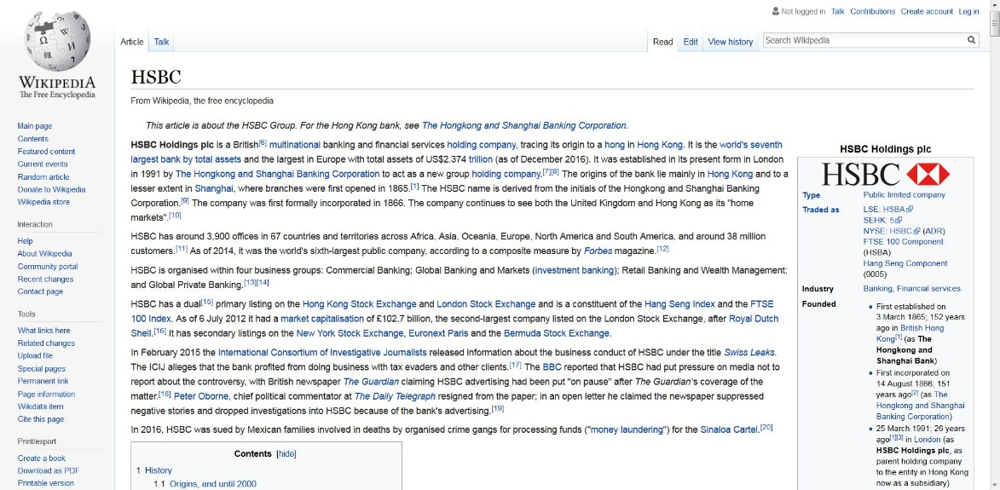 Not logged in Talk Contributions Create account Log in
Article Talk
Read Edit View history Search Wikipedia
WIKIPEDIA
The Free Encyclopedia
Main page
Contents
Featured content
Current events
Random article
Donate to Wikipedia
Wikipedia store
Interaction
Help
About Wikipedia
Community portal
Recent changes
Contact page
Tools
What links here
Related changes
Upload file
Special pages
Permanent link
Page information
Wikidata item
Cite this page
Print/export
Create a book
Download as PDF
Printable version
HSBC
From Wikipedia, the free encyclopedia
This article is about the HSBC Group. For the Hong Kong bank, see The Hongkong and Shanghai Banking Corporation.
HSBC Holdings plc is a British[6] multinational banking and financial services holding company, tracing its origin to a hong in Hong Kong. It is the world's seventh
largest bank by total assets and the largest in Europe with total assets of US$2.374 trillion (as of December 2016). It was established in its present form in London
in 1991 by The Hongkong and Shanghai Banking Corporation to act as a new group holding company.[7][8] The origins of the bank lie mainly in Hong Kong and to a
lesser extent in Shanghai, where branches were first opened in 1865.[1] The HSBC name is derived from the initials of the Hongkong and Shanghai Banking
Corporation.[9] The company was first formally incorporated in 1866. The company continues to see both the United Kingdom and Hong Kong as its "home
markets".[10]
HSBC has around 3,900 offices in 67 countries and territories across Africa, Asia, Oceania, Europe, North America and South America, and around 38 million
customers.[11] As of 2014, it was the world's sixth-largest public company, according to a composite measure by Forbes magazine.[12]
HSBC is organised within four business groups: Commercial Banking; Global Banking and Markets (investment banking); Retail Banking and Wealth Management;
and Global Private Banking.[13][14]
HSBC has a dual[15] primary listing on the Hong Kong Stock Exchange and London Stock Exchange and is a constituent of the Hang Seng Index and the FTSE
100 Index. As of 6 July 2012 it had a market capitalisation of £102.7 billion, the second-largest company listed on the London Stock Exchange, after Royal Dutch
Shell.[16] It has secondary listings on the New York Stock Exchange, Euronext Paris and the Bermuda Stock Exchange.
In February 2015 the International Consortium of Investigative Journalists released information about the business conduct of HSBC under the title Swiss Leaks.
The ICIJ alleges that the bank profited from doing business with tax evaders and other clients.[17] The BBC reported that HSBC had put pressure on media not to
report about the controversy, with British newspaper The Guardian claiming HSBC advertising had been put "on pause" after The Guardian's coverage of the
matter.[18] Peter Oborne, chief political commentator at The Daily Telegraph resigned from the paper; in an open letter he claimed the newspaper suppressed
negative stories and dropped investigations into HSBC because of the bank's advertising.[19]
In 2016, HSBC was sued by Mexican families involved in deaths by organised crime gangs for processing funds ("money laundering") for the Sinaloa Cartel.[20]
Contents [hide]
1 History
1.1 Origins, and until 2000
HSBC Holdings plc
HSBC
Type Public limited company
Traded as LSE: HSBA
SEHK: 5
NYSE: HSBC (ADR)
FTSE 100 Component
(HSBA)
Hang Seng Component
(0005)
Industry Banking, Financial services
Founded • First established on
3 March 1865; 152 years
ago in British Hong
Kong[1] (as The
Hongkong and
Shanghai Bank)
• First incorporated on
14 August 1866; 151
years ago[2] (as The
Hongkong and Shanghai
Banking Corporation)
• 25 March 1991; 26 years
ago[1][3] in London (as
HSBC Holdings plc, as
parent holding company
to the entity in Hong Kong
now as a subsidiary)